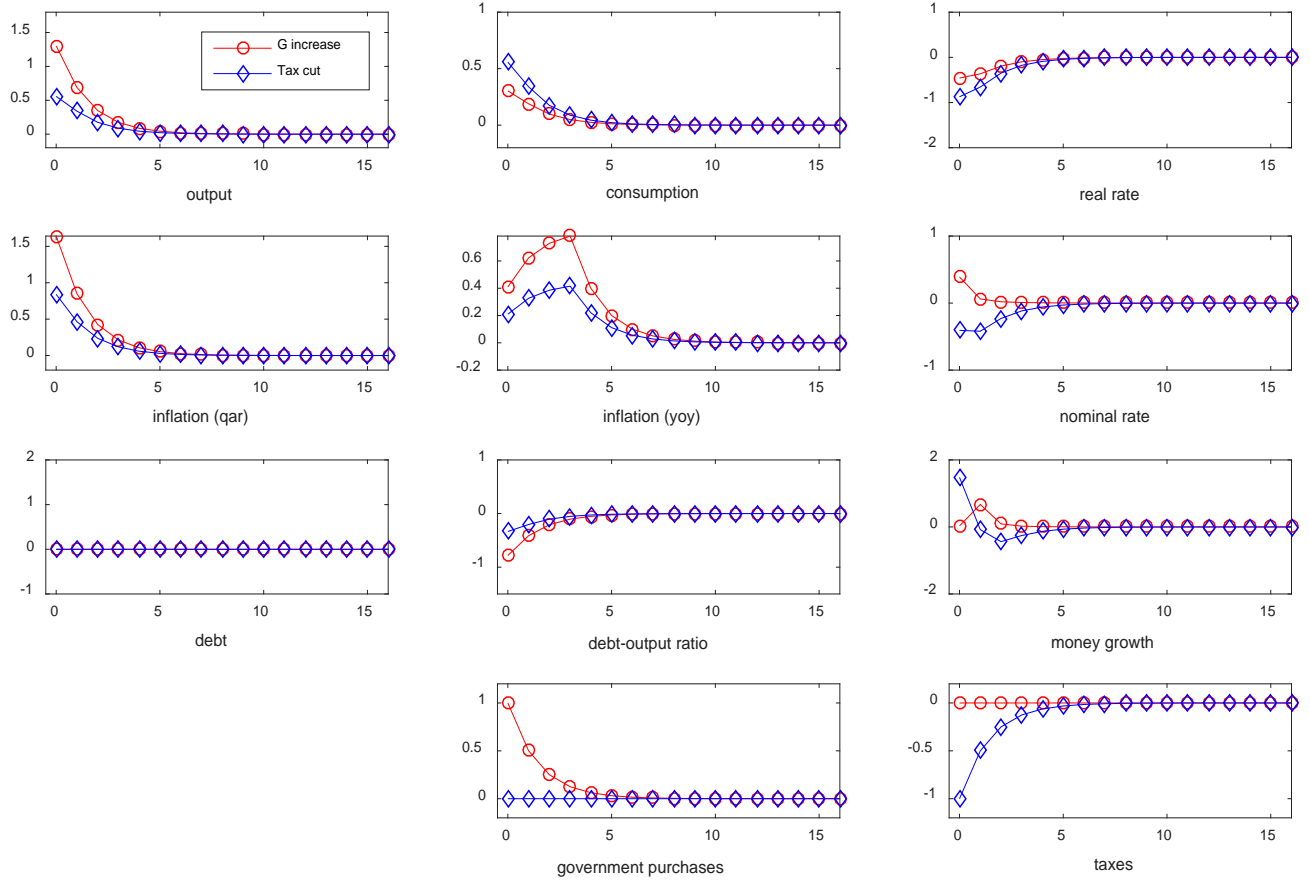 0 5 10 15
0
0.5
1
1.5
output
G increase
Tax cut
0 5 10 15
0
0.5
1
consumption
0 5 10 15
-2
-1
0
1
real rate
0 5 10 15
0
0.5
1
1.5
inflation (qar)
0 5 10 15
-0.2
0
0.2
0.4
0.6
inflation (yoy)
0 5 10 15
-1
0
1
nominal rate
0 5 10 15
-1
0
1
2
debt
0 5 10 15
-1
0
1
debt-output ratio
0 5 10 15
-2
0
2
money growth
0 5 10 15
0
0.5
1
government purchases
0 5 10 15
-1
-0.5
0
taxes